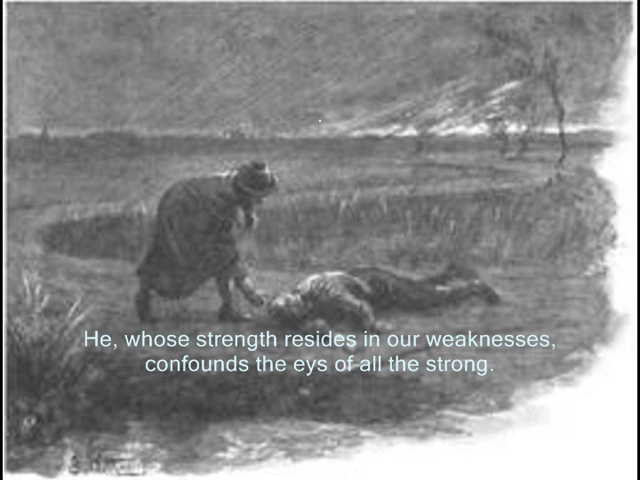 He, whose strength resides in our weaknesses,
confounds the eys of all the strong.